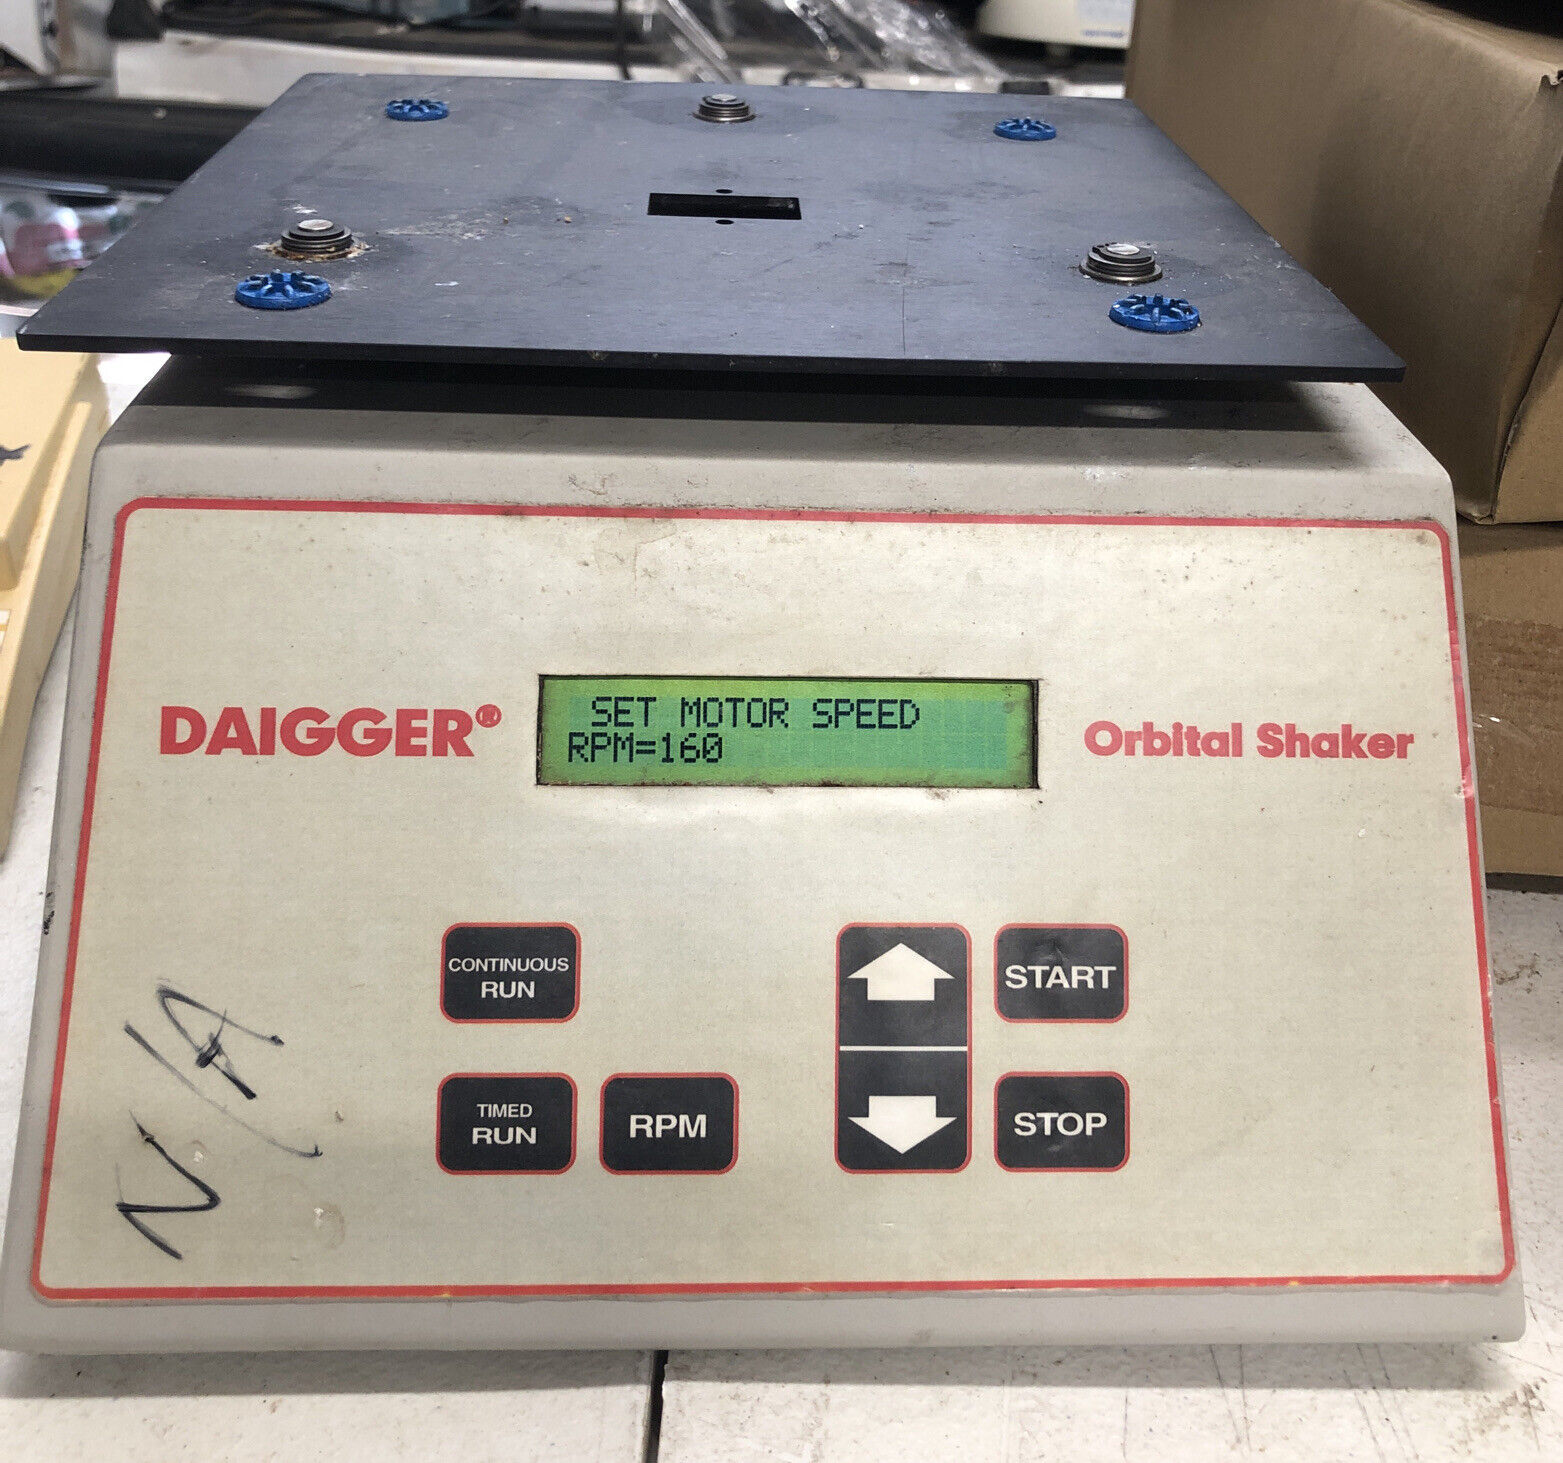 DAIGGER®
SET MOTOR SPEED
RPM=160
Orbital Shaker
CONTINUOUS
RUN
START
TIMED
RUN
RPM
STOP
N/A